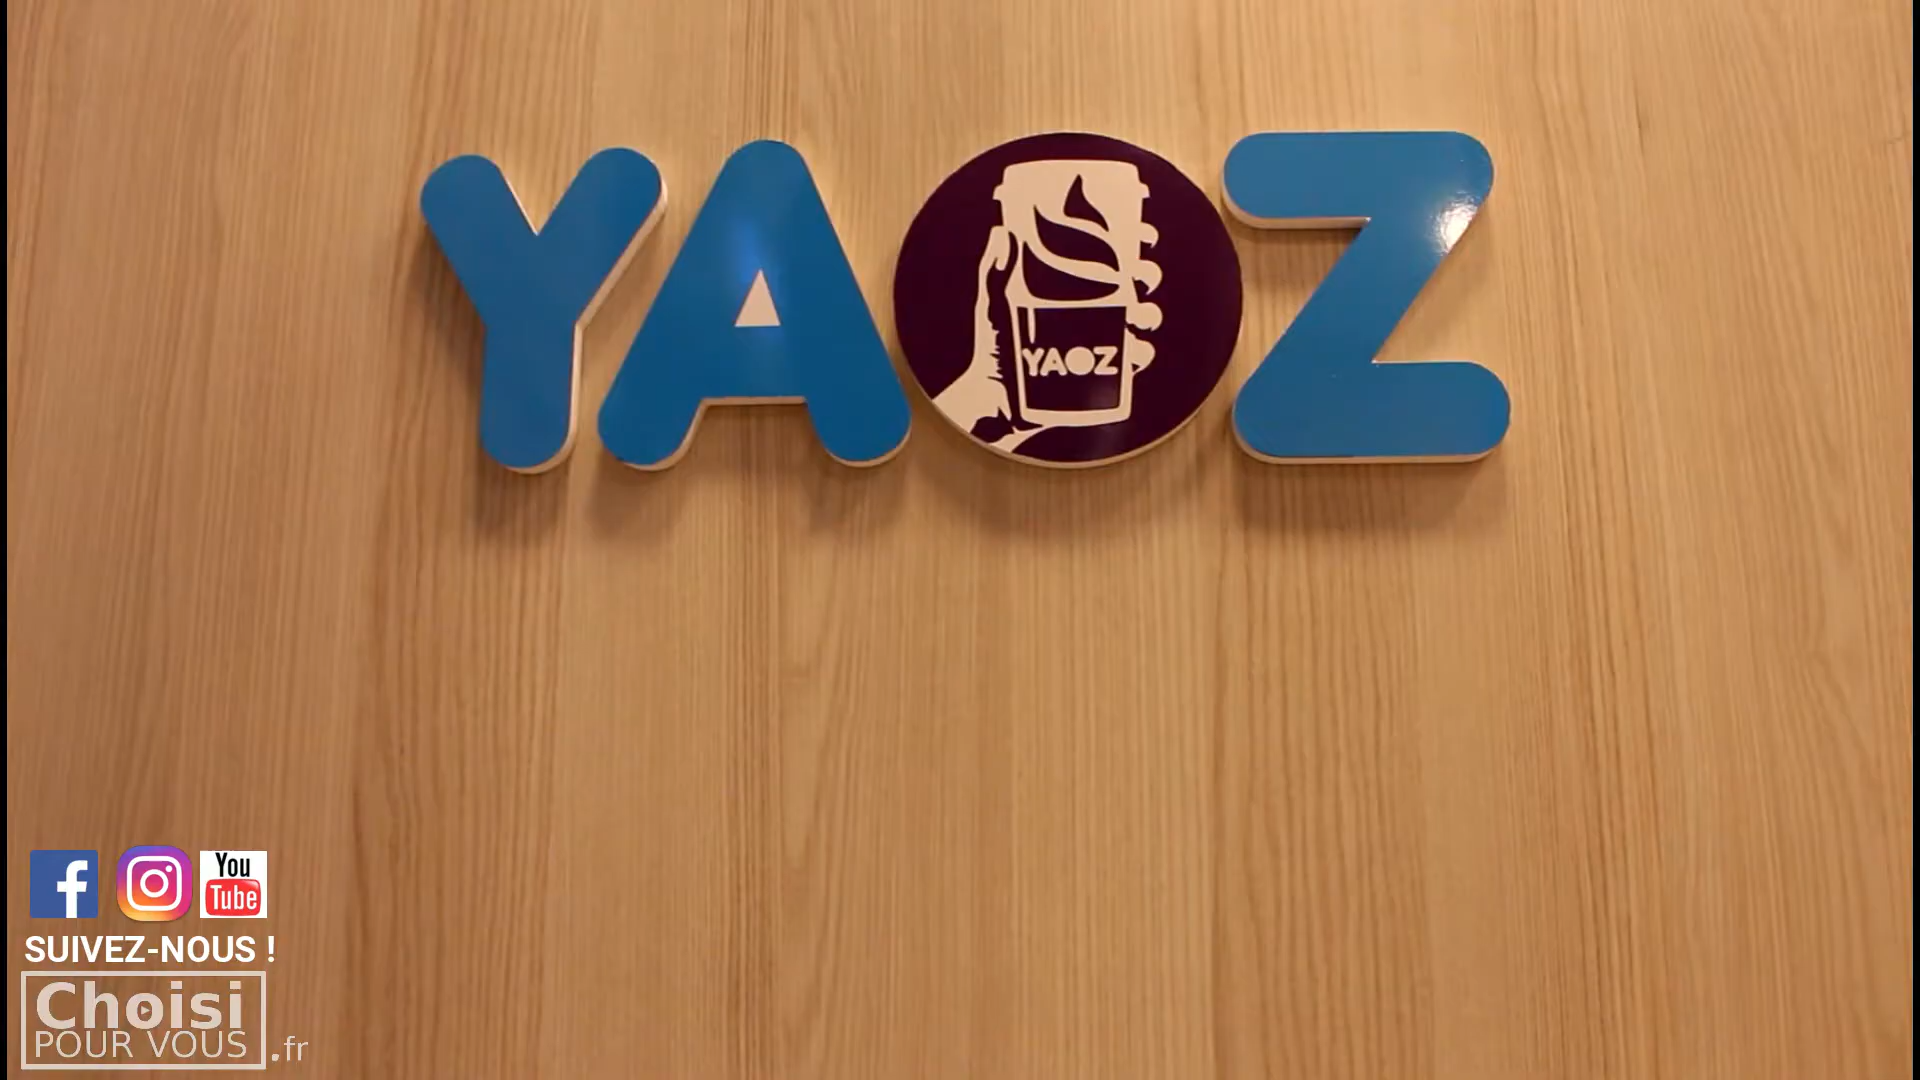 YAOZ
YAOZ
You
Tube
SUIVEZ-NOUS !
Choisi
POUR VOUS .fr